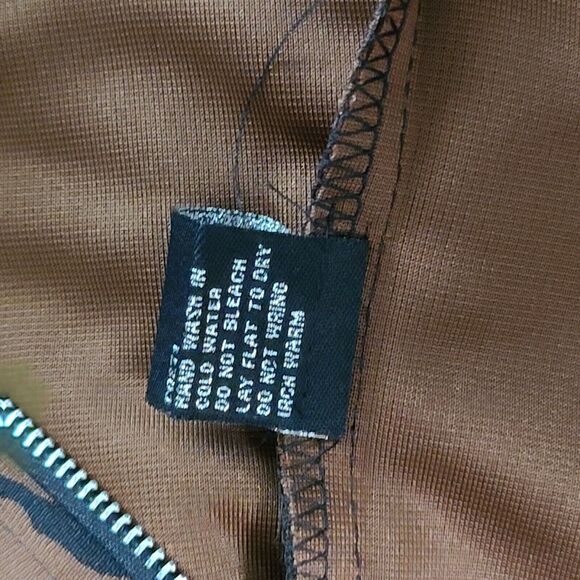 HAND WASH IN
COLD WATER
DO NOT BLEACH
LAY FLAT TO DRY
DO NOT WRING
IRON WARM